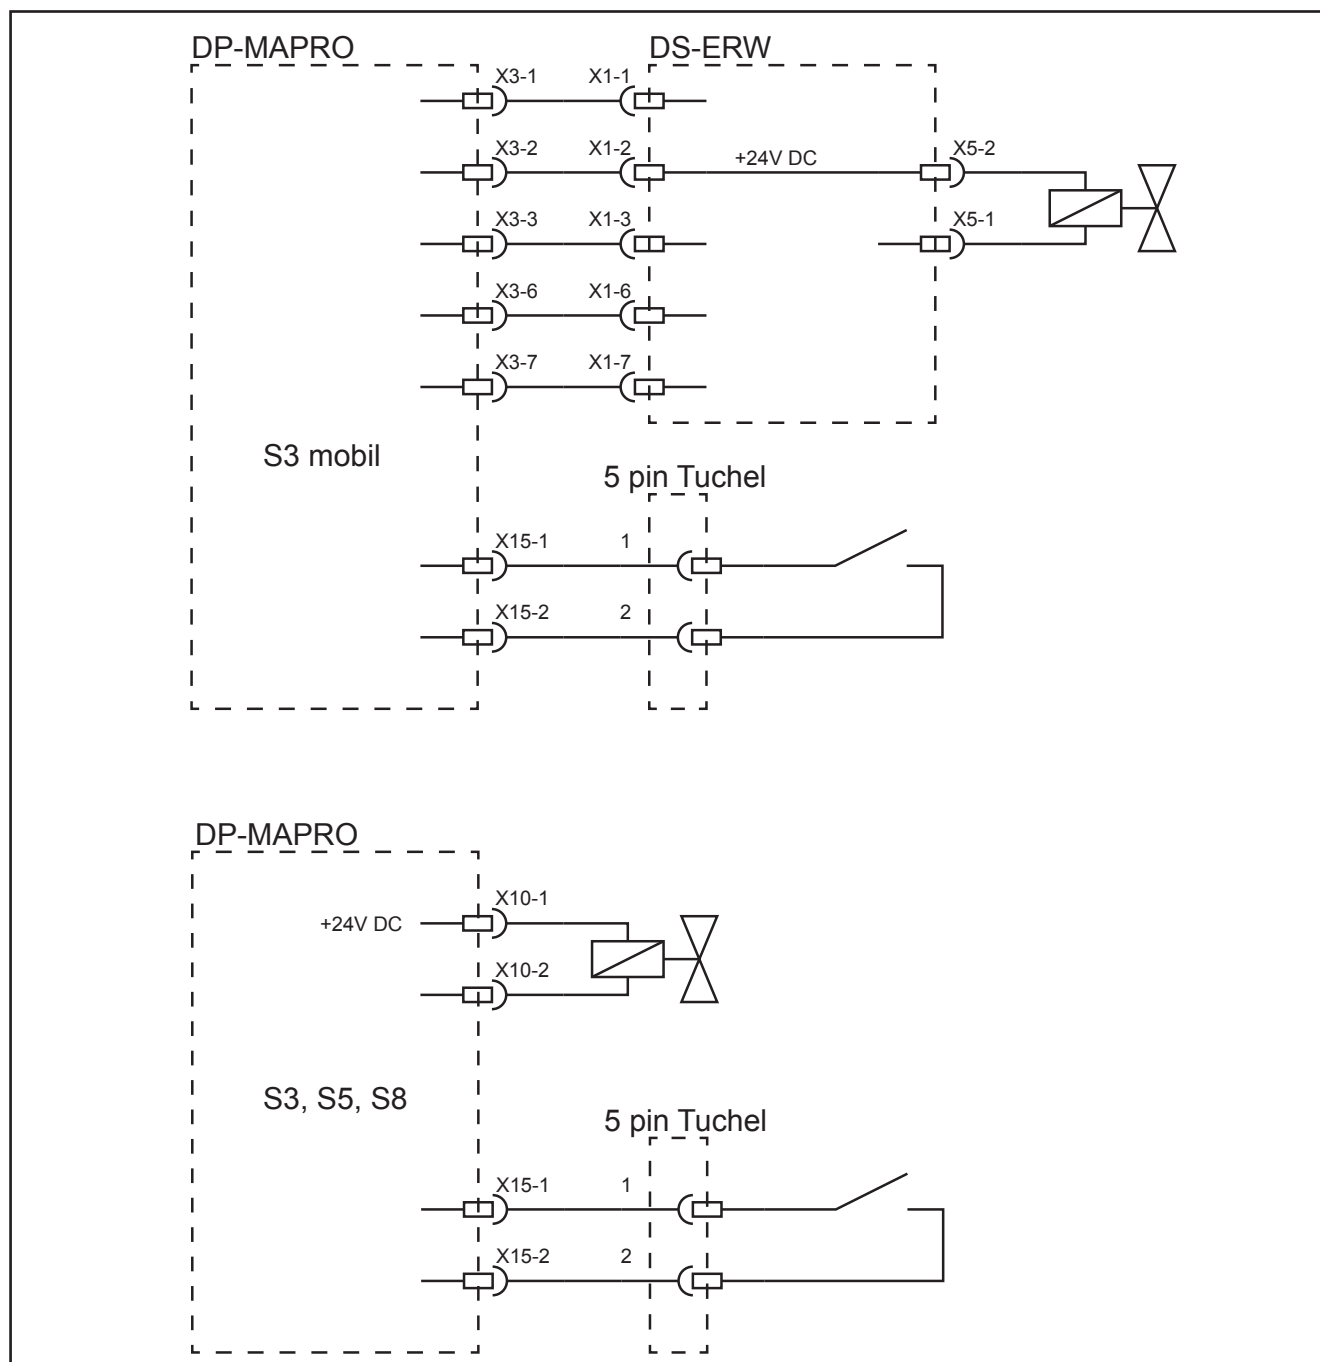 DP-MAPRO DS-ERW
X3-1 X1-1
X3-2 X1-2 +24V DC X5-2
X3-3 X1-3 X5-1
X3-6 X1-6
X3-7 X1-7
S3 mobil
5 pin Tuchel
X15-1 1
X15-2 2
DP-MAPRO
X10-1
+24V DC
X10-2
S3, S5, S8
5 pin Tuchel
X15-1 1
X15-2 2